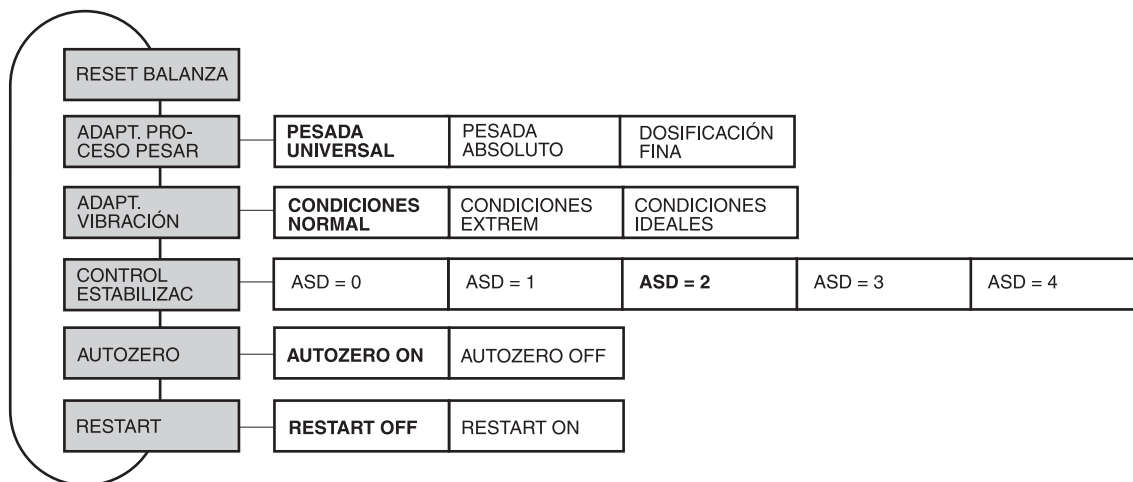 RESET BALANZA
ADAPT. PRO-
CESO PESAR
PESADA
UNIVERSAL
PESADA
ABSOLUTO
DOSIFICACIÓN
FINA
ADAPT.
VIBRACIÓN
CONDICIONES
NORMAL
CONDICIONES
EXTREM
CONDICIONES
IDEALES
CONTROL
ESTABILIZAC
ASD = 0
ASD = 1
ASD = 2
ASD = 3
ASD = 4
AUTOZERO
AUTOZERO ON
AUTOZERO OFF
RESTART
RESTART OFF
RESTART ON